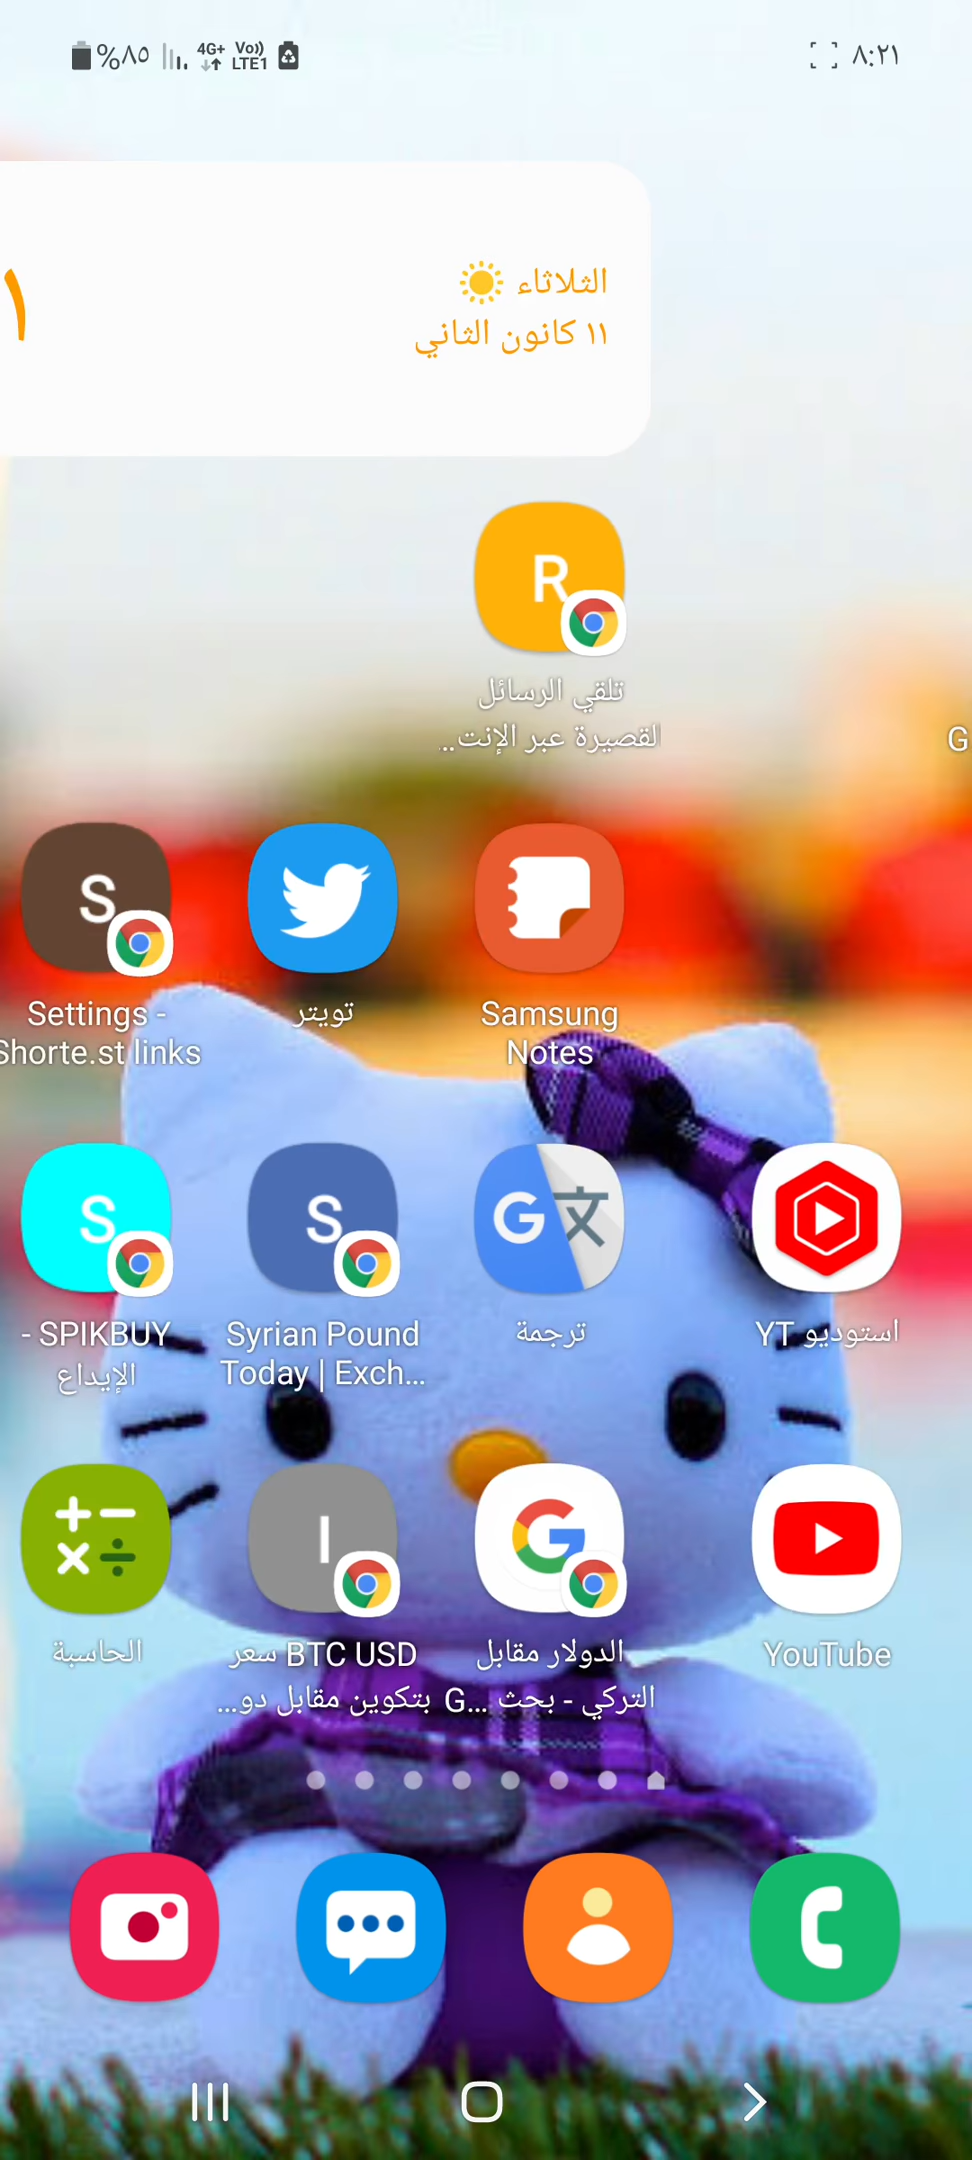 ٨:٢١
%٨٥ 4G+ Vo))
LTE1
الثلاثاء
١١ كانون الثاني
١
R
تلقي الرسائل
لقصيرة عبر الإنت..
G
Samsung
Notes
تويتر
S
Settings -
Shorte.st links
استوديو YT
ترجمة
S
Syrian Pound
Today | Exch...
S
SPIKBUY -
الإيداع
YouTube
الدولار مقابل
التركي - بحث ...G
I
سعر BTC USD
بتكوين مقابل دو...
الحاسبة